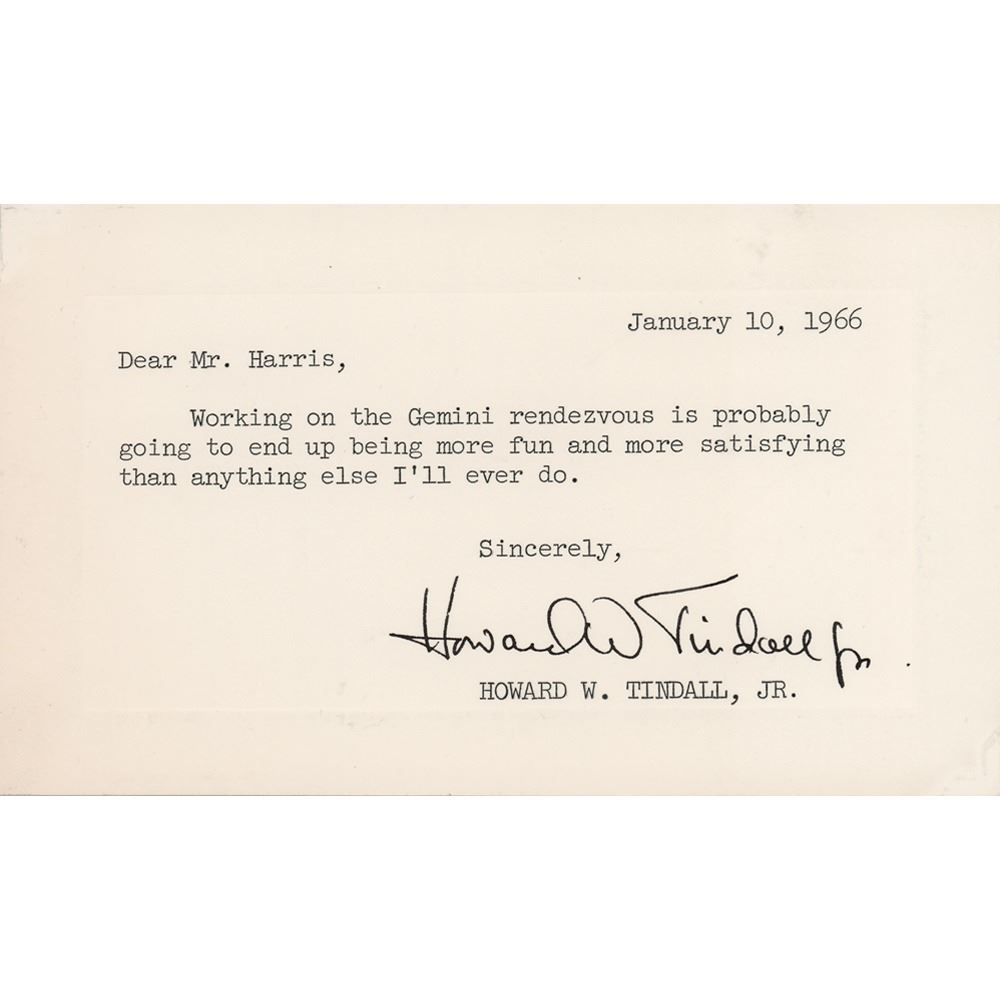 January 10, 1966
Dear Mr. Harris,
Working on the Gemini rendezvous is probably
going to end up being more fun and more satisfying
than anything else I'll ever do.
Sincerely,
Howard W Tindall Jr
HOWARD W. TINDALL, JR.